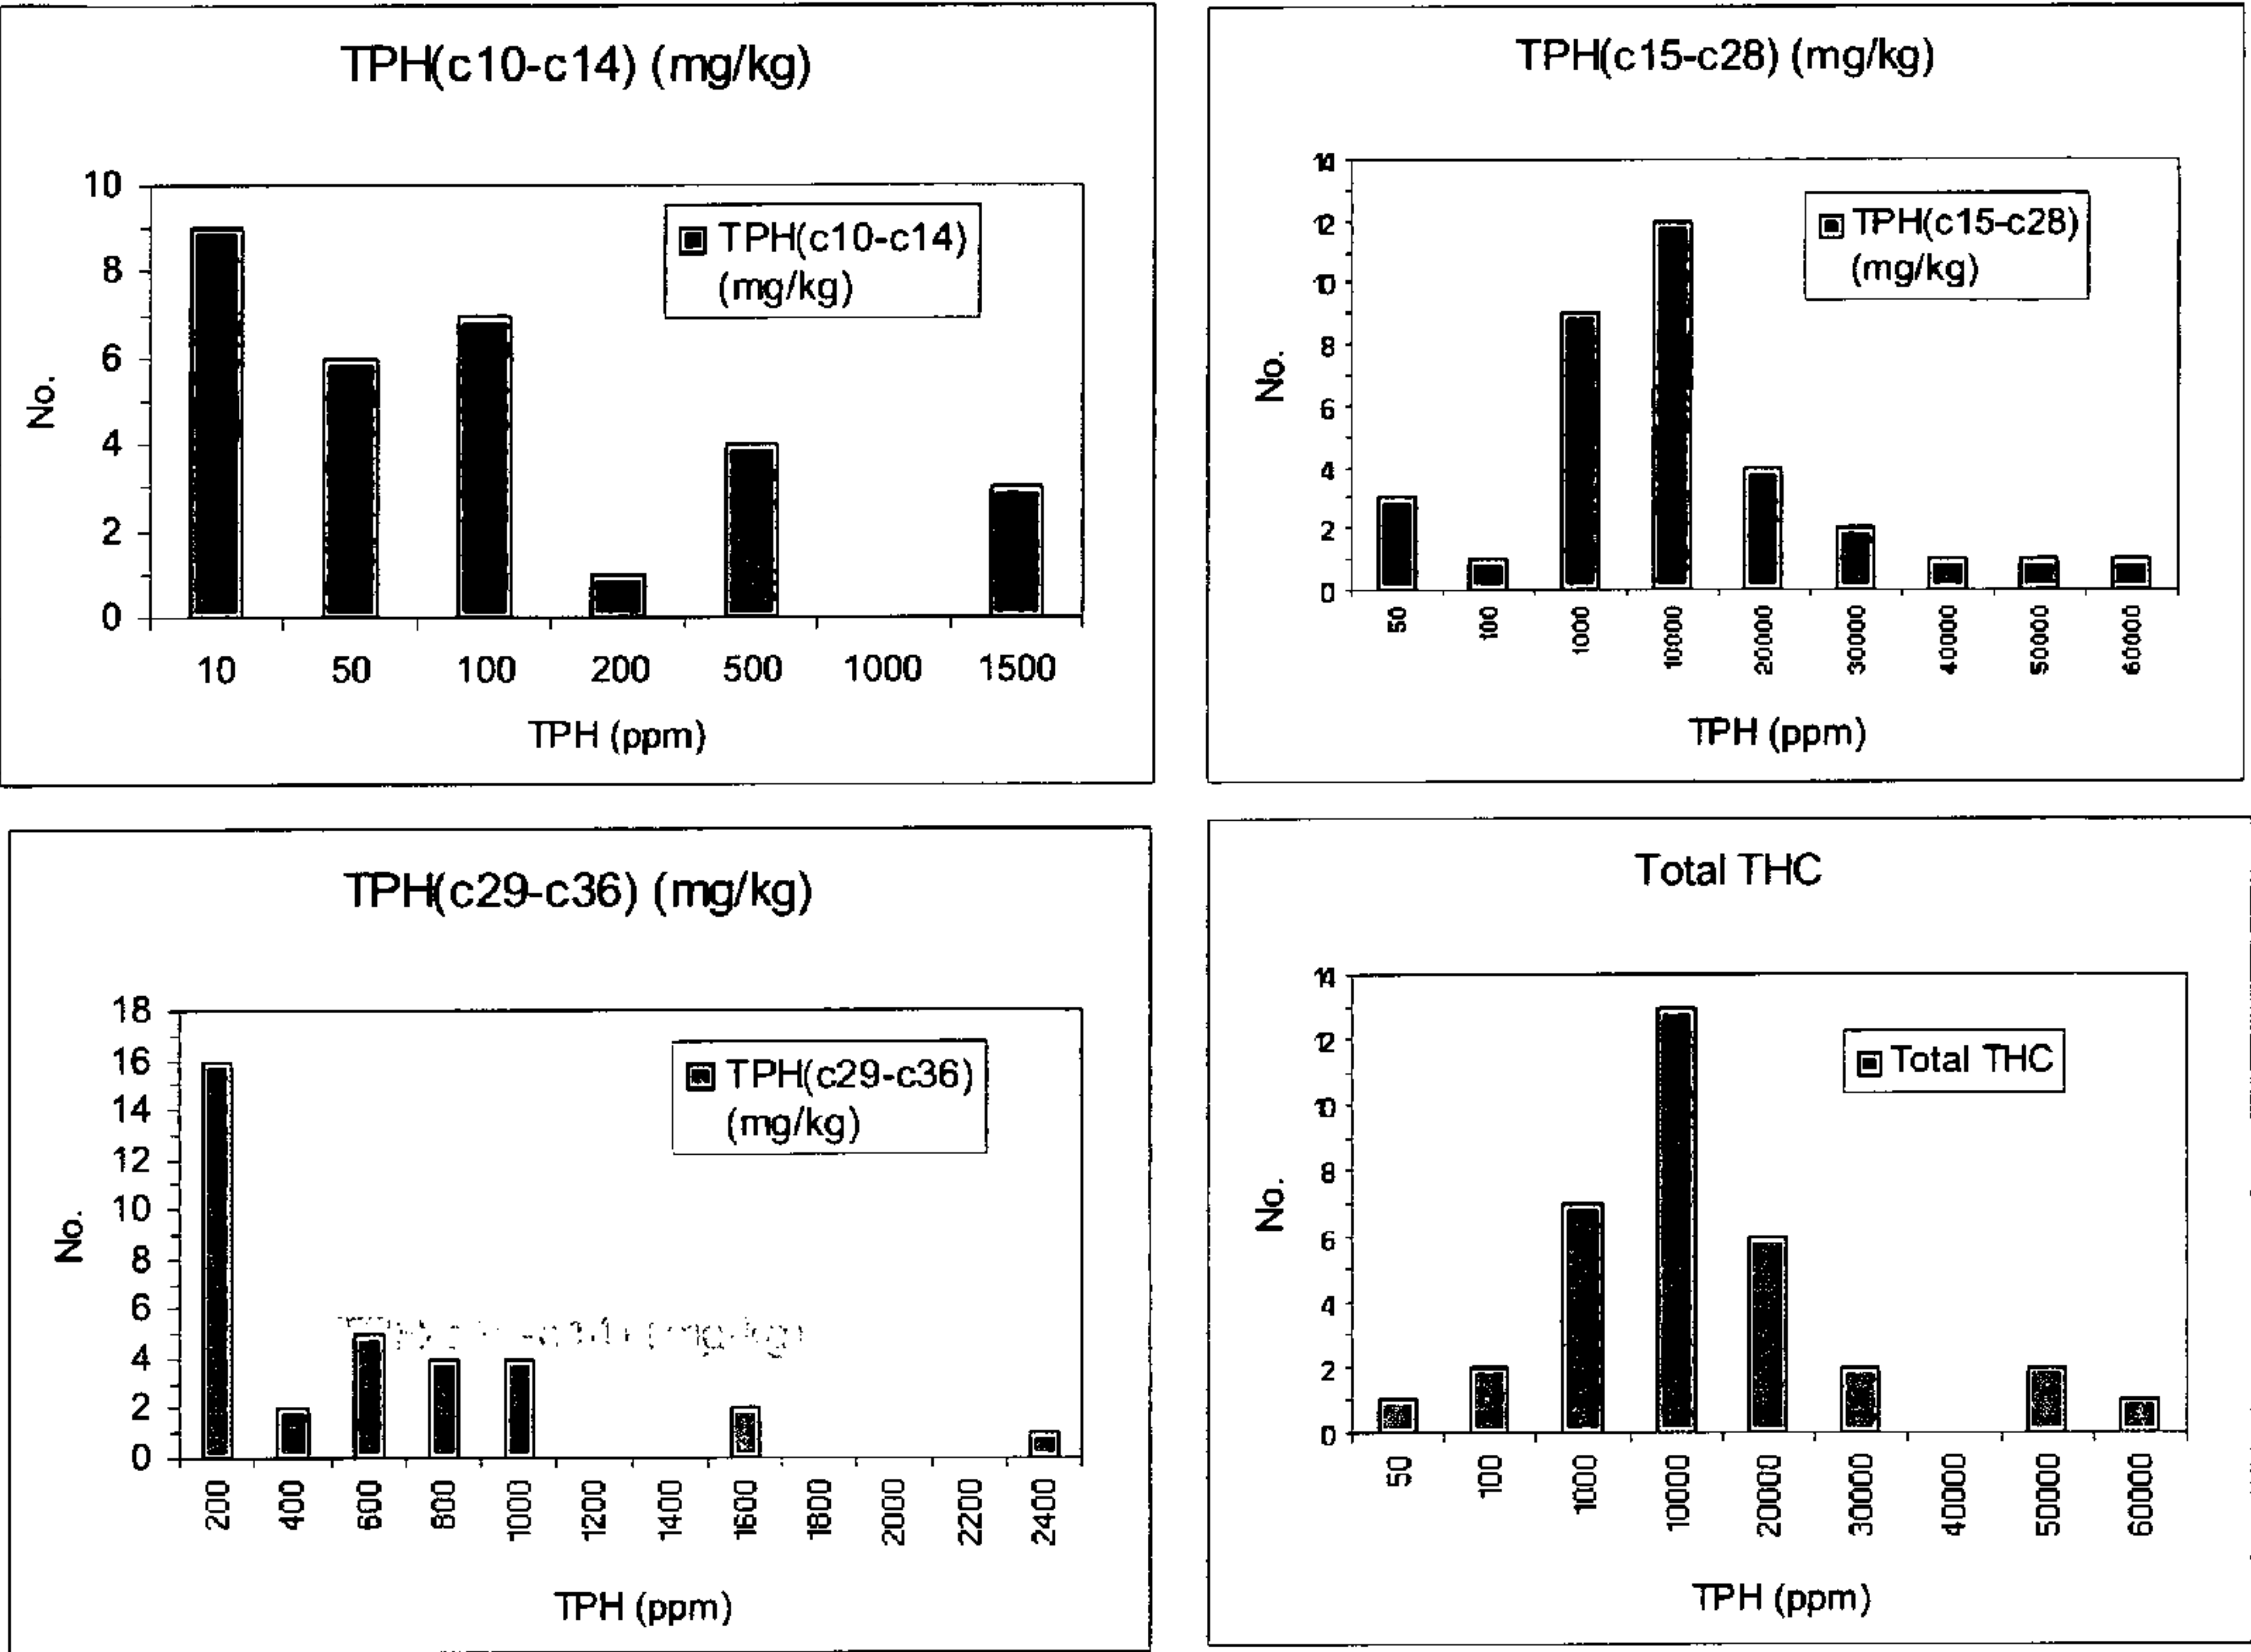 TPH(c10-c14) (mg/kg)
10
8
6
4
2
0
No.
TPH(c10-c14)
(mg/kg)
10 50 100 200 500 1000 1500
TPH (ppm)
TPH(c15-c28) (mg/kg)
14
12
10
8
6
4
2
0
No.
TPH(c15-c28)
(mg/kg)
50 100 1000 10000 20000 30000 40000 50000 60000
TPH (ppm)
TPH(c29-c36) (mg/kg)
18
16
14
12
10
8
6
4
2
0
No.
TPH(c29-c36)
(mg/kg)
(mg/kg)
200 400 600 800 1000 1200 1400 1600 1800 2000 2200 2400
TPH (ppm)
Total THC
14
12
10
8
6
4
2
0
No.
Total THC
50 100 1000 10000 20000 30000 40000 50000 60000
TPH (ppm)